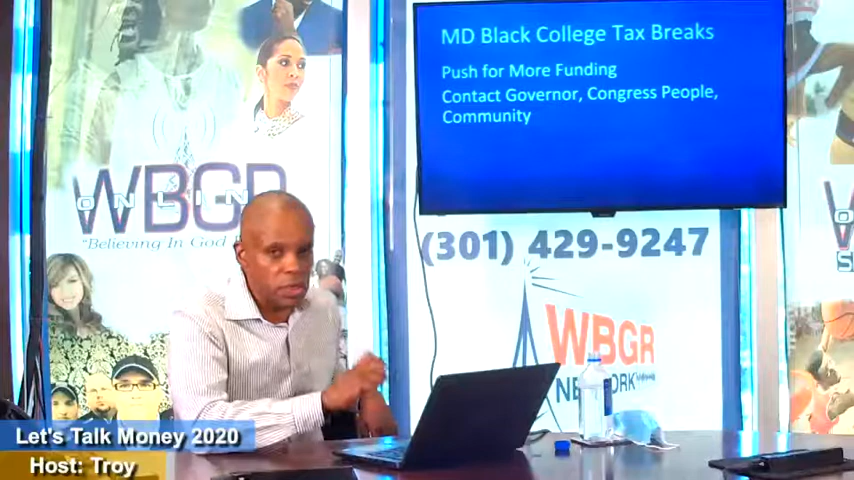 MD Black College Tax Breaks
Push for More Funding
Contact Governor, Congress People,
Community
WBGR
ONLINE
"Believing In God R
(301) 429-9247
WBGR
NETWORK
Let's Talk Money 2020
Host: Troy